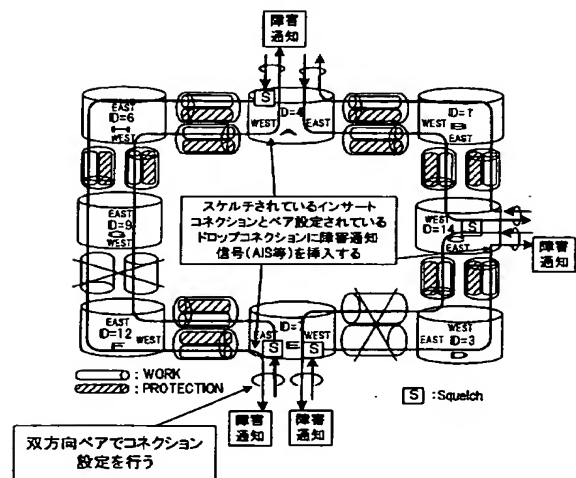 障害
通知
S
EAST
ID=6
WEST
WEST
ID=4
EAST
WEST
EAST
スケルチされているインサート
コネクションとペア設定されている
ドロップコネクションに障害通知
信号(AIS等)を挿入する
EAST
ID=9
WEST
WEST
ID=14
S
EAST
障害
通知
EAST
ID=12
WEST
EAST
WEST
S
S
WEST
EAST
ID=3
: WORK
: PROTECTION
S :Squelch
障害
通知
障害
通知
双方向ペアでコネクション
設定を行う